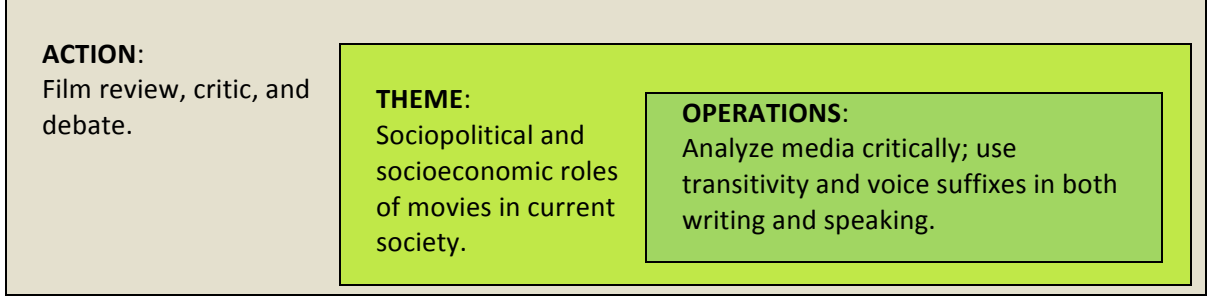 ACTION:
Film review, critic, and
debate.
THEME:
Sociopolitical and
socioeconomic roles
of movies in current
society.
OPERATIONS:
Analyze media critically; use
transitivity and voice suffixes in both
writing and speaking.